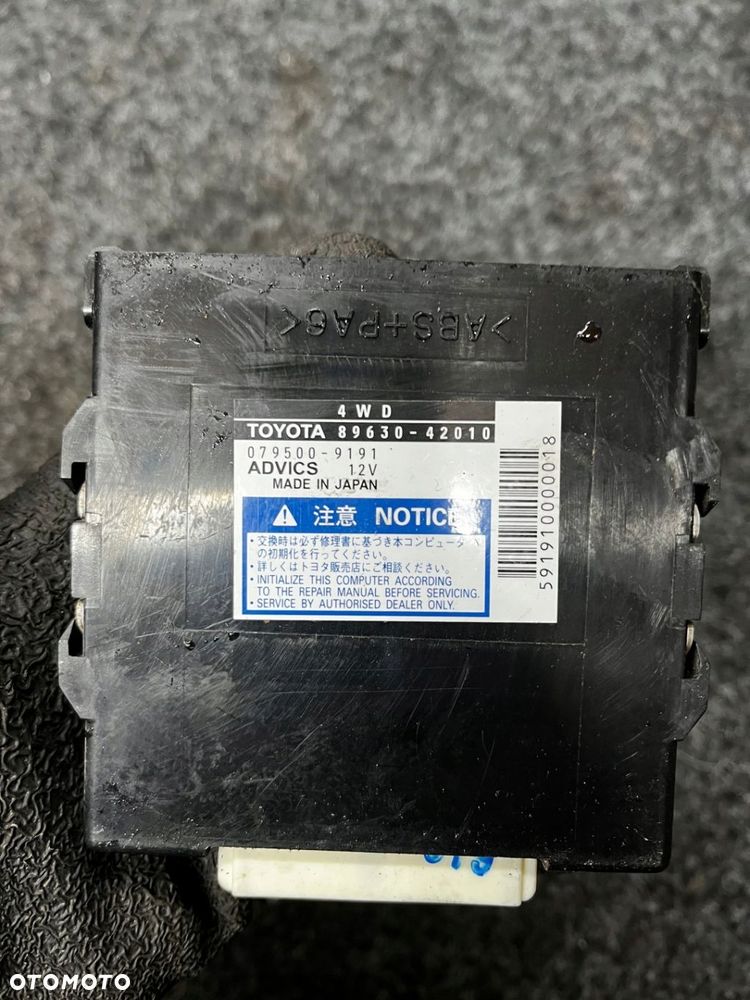 >ABS+PA6<
4WD
TOYOTA 89630-42010
079500-9191
ADVICS 12V
MADE IN JAPAN
注意 NOTICE
・交換時は必ず修理書に基づき本コンピュータ
の初期化を行ってください。
・詳しくはトヨタ販売店にご相談ください。
・INITIALIZE THIS COMPUTER ACCORDING
TO THE REPAIR MANUAL BEFORE SERVICING.
・SERVICE BY AUTHORISED DEALER ONLY.
591910000018
OTOMOTO